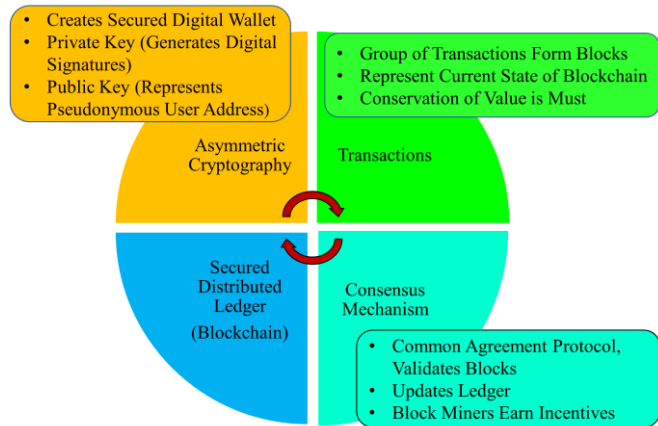 • Creates Secured Digital Wallet
• Private Key (Generates Digital
Signatures)
• Public Key (Represents
Pseudonymous User Address)
• Group of Transactions Form Blocks
• Represent Current State of Blockchain
• Conservation of Value is Must
Asymmetric
Cryptography
Transactions
Secured
Distributed
Ledger
(Blockchain)
Consensus
Mechanism
• Common Agreement Protocol,
Validates Blocks
• Updates Ledger
• Block Miners Earn Incentives